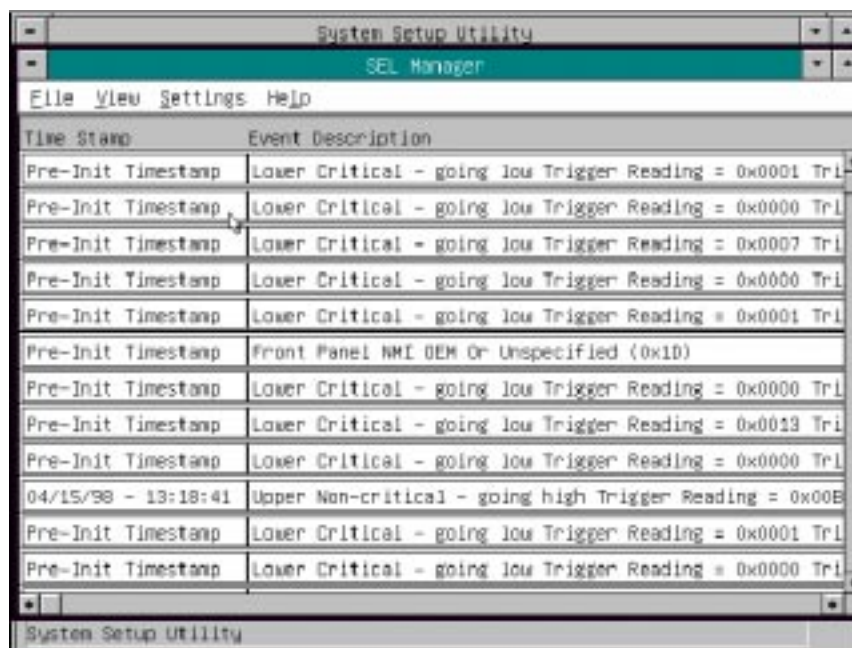 System Setup Utility
SEL Manager
File View Settings Help
Time Stamp Event Description
Pre-Init Timestamp Lower Critical - going low Trigger Reading = 0x0001 Tri
Pre-Init Timestamp Lower Critical - going low Trigger Reading = 0x0000 Tri
Pre-Init Timestamp Lower Critical - going low Trigger Reading = 0x0007 Tri
Pre-Init Timestamp Lower Critical - going low Trigger Reading = 0x0000 Tri
Pre-Init Timestamp Lower Critical - going low Trigger Reading = 0x0001 Tri
Pre-Init Timestamp Front Panel NMI OEM Or Unspecified (0x1D)
Pre-Init Timestamp Lower Critical - going low Trigger Reading = 0x0000 Tri
Pre-Init Timestamp Lower Critical - going low Trigger Reading = 0x0013 Tri
Pre-Init Timestamp Lower Critical - going low Trigger Reading = 0x0000 Tri
04/15/98 - 13:18:41 Upper Non-critical - going high Trigger Reading = 0x00B
Pre-Init Timestamp Lower Critical - going low Trigger Reading = 0x0001 Tri
Pre-Init Timestamp Lower Critical - going low Trigger Reading = 0x0000 Tri
System Setup Utility